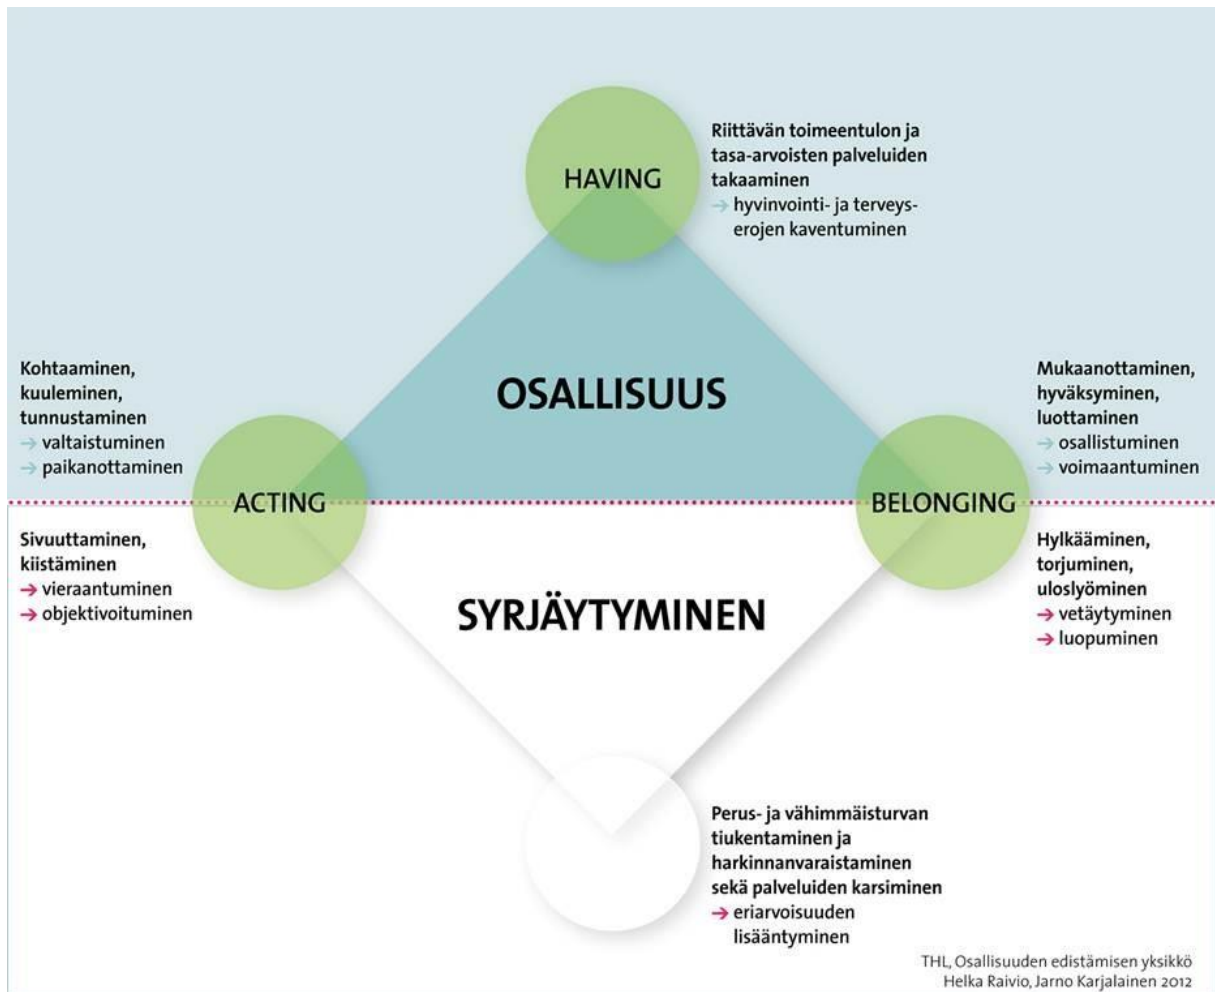 HAVING
Riittävän toimeentulon ja
tasa-arvoisten palveluiden
takaaminen
→ hyvinvointi- ja terveys-
erojen kaventuminen
OSALLISUUS
Kohtaaminen,
kuuleminen,
tunnustaminen
→ valtaistuminen
→ paikanottaminen
Mukaanottaminen,
hyväksyminen,
luottaminen
→ osallistuminen
→ voimaantuminen
ACTING
BELONGING
Sivuuttaminen,
kiistäminen
→ vieraantuminen
→ objektivoituminen
SYRJÄYTYMINEN
Hylkääminen,
torjuminen,
uloslyöminen
→ vetäytyminen
→ luopuminen
Perus- ja vähimmäisturvan
tiukentaminen ja
harkinnanvaraistaminen
sekä palveluiden karsiminen
→ eriarvoisuuden
lisääntyminen
THL, Osallisuuden edistämisen yksikkö
Helka Raivio, Jarno Karjalainen 2012